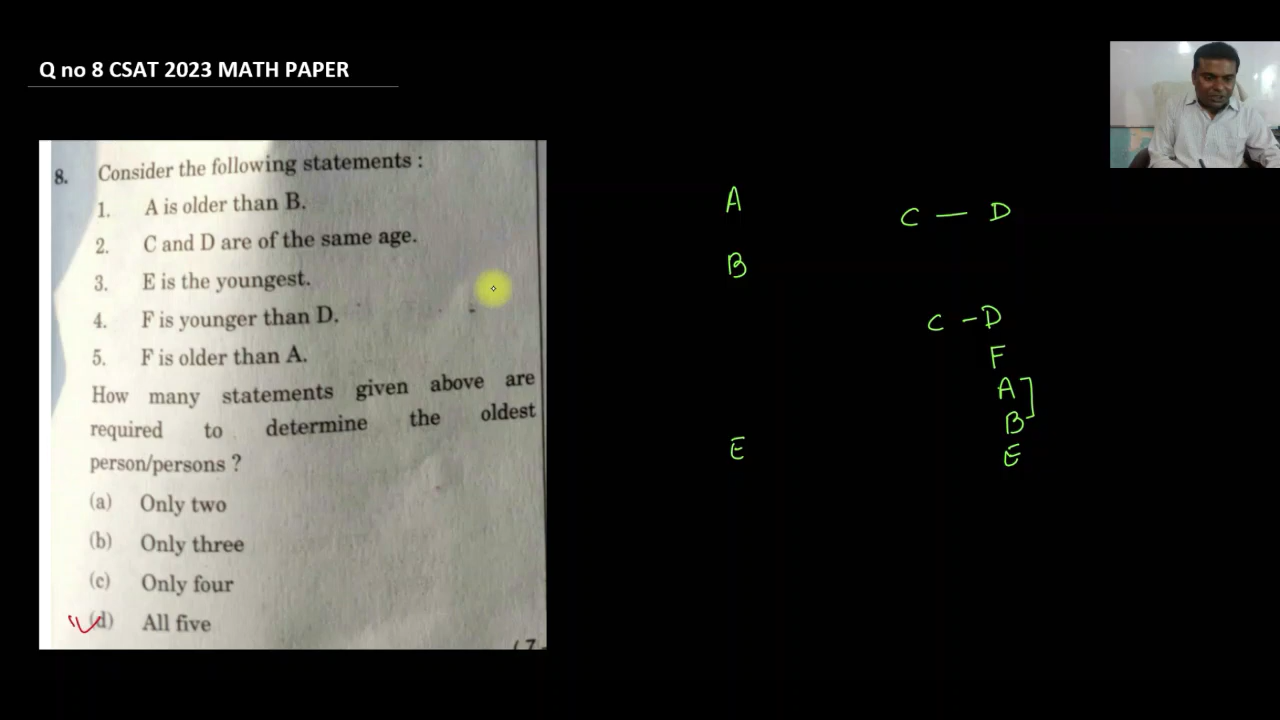 Q no 8 CSAT 2023 MATH PAPER
8. Consider the following statements :
1. A is older than B.
2. C and D are of the same age.
3. E is the youngest.
4. F is younger than D.
5. F is older than A.
How many statements given above are
required to determine the oldest
person/persons ?
(a) Only two
(b) Only three
(c) Only four
(d) All five
A
B
E
C — D
C - D
F
A
B
E